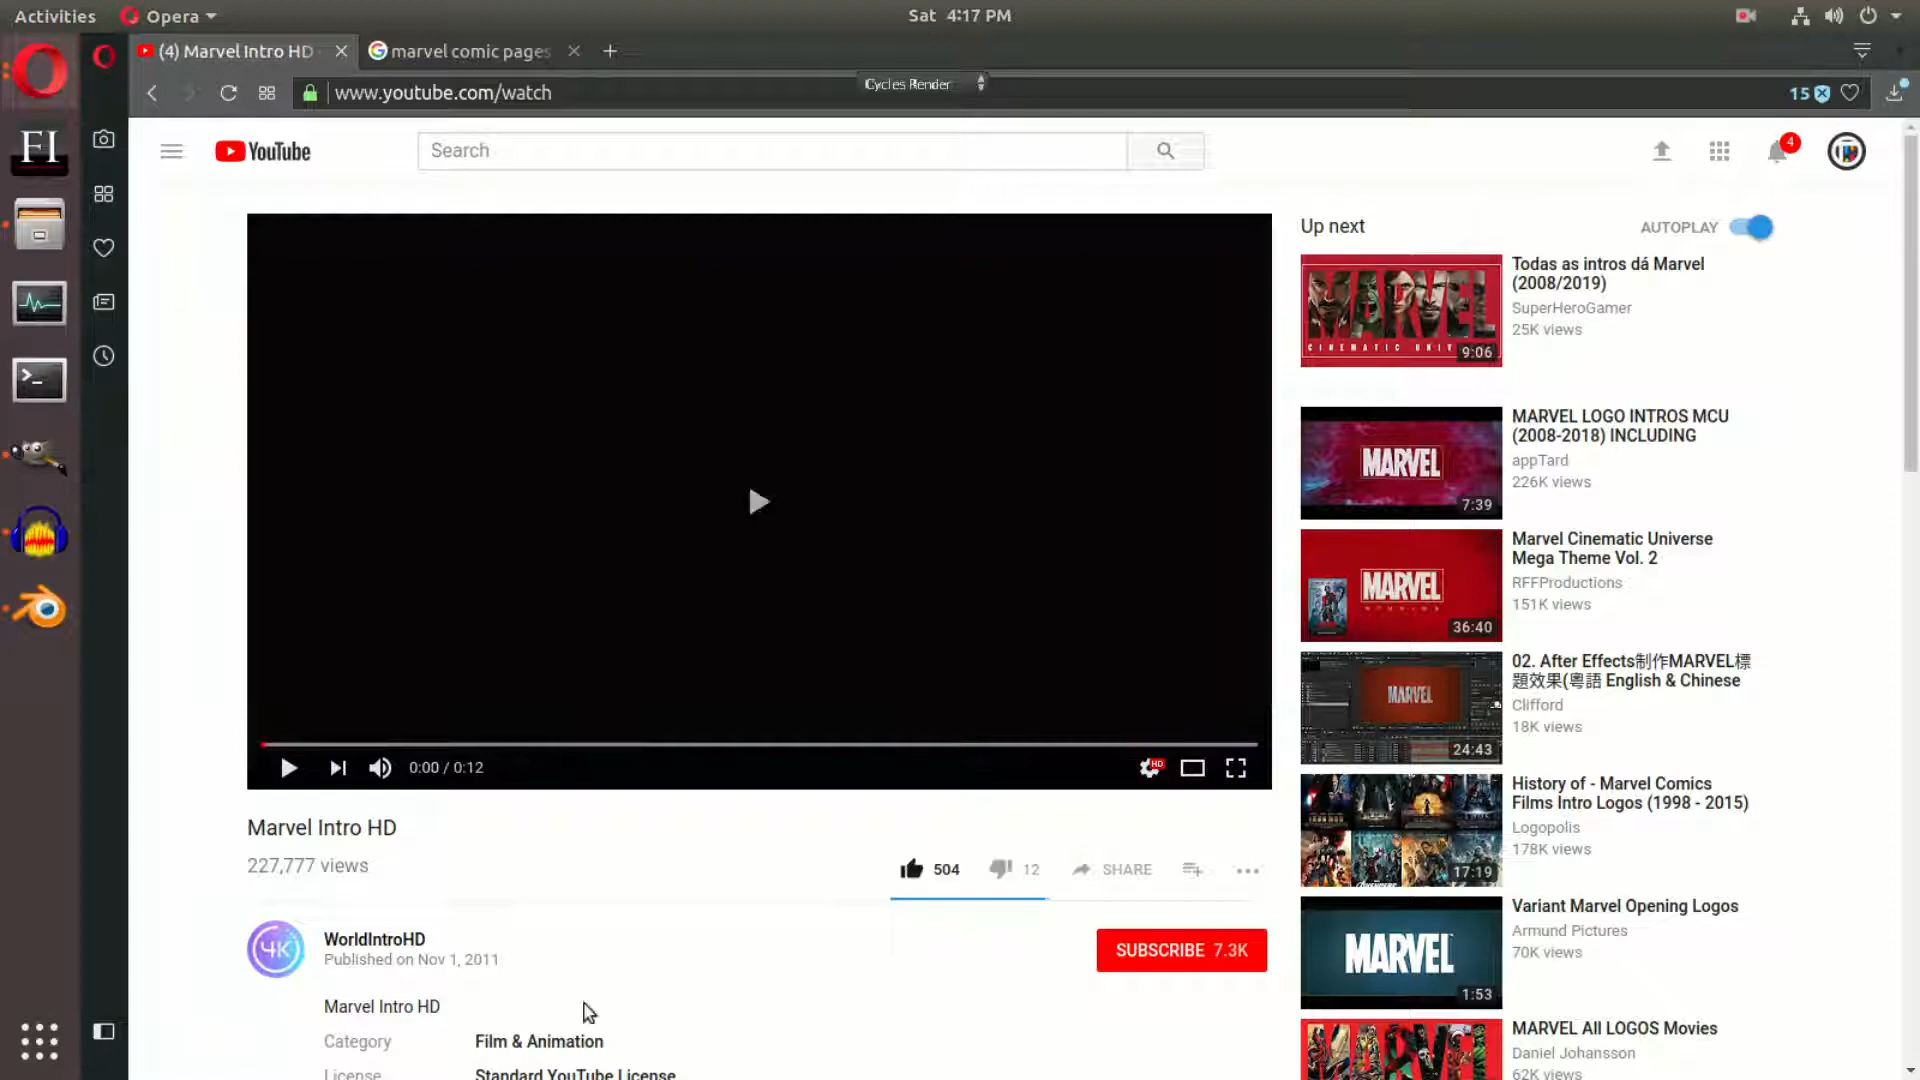 Activities
Opera
Sat 4:17 PM
(4) Marvel Intro HD
marvel comic pages
www.youtube.com/watch
Cycles Render
15
YouTube
Search
4
Up next
AUTOPLAY
Todas as intros dá Marvel
(2008/2019)
SuperHeroGamer
25K views
MARVEL
CINEMATIC UNI
9:06
MARVEL LOGO INTROS MCU
(2008-2018) INCLUDING
appTard
226K views
MARVEL
7:39
Marvel Cinematic Universe
Mega Theme Vol. 2
RFFProductions
151K views
MARVEL
STUDIOS
36:40
02. After Effects制作MARVEL標
題效果(粵語 English & Chinese
Clifford
18K views
MARVEL
24:43
History of - Marvel Comics
Films Intro Logos (1998 - 2015)
Logopolis
178K views
17:19
Variant Marvel Opening Logos
Armund Pictures
70K views
MARVEL
1:53
MARVEL All LOGOS Movies
Daniel Johansson
62K views
MARVEL
FI
0:00 / 0:12
HD
Marvel Intro HD
227,777 views
504
12
SHARE
4K
WorldIntroHD
Published on Nov 1, 2011
SUBSCRIBE 7.3K
Marvel Intro HD
Category
Film & Animation
License
Standard YouTube License